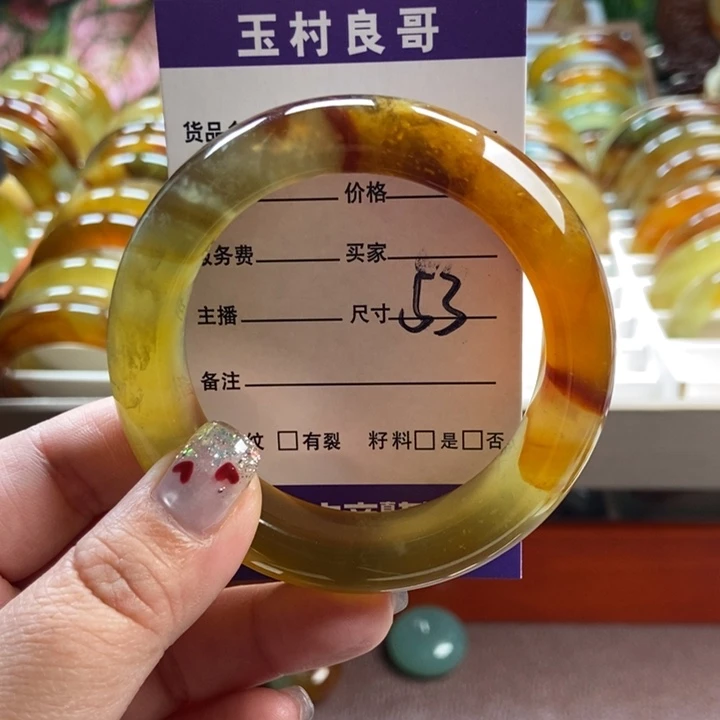 玉村良哥
货品
价格
务费 买家
主播 尺寸 53
备注
纹 □有裂 籽料□是□否